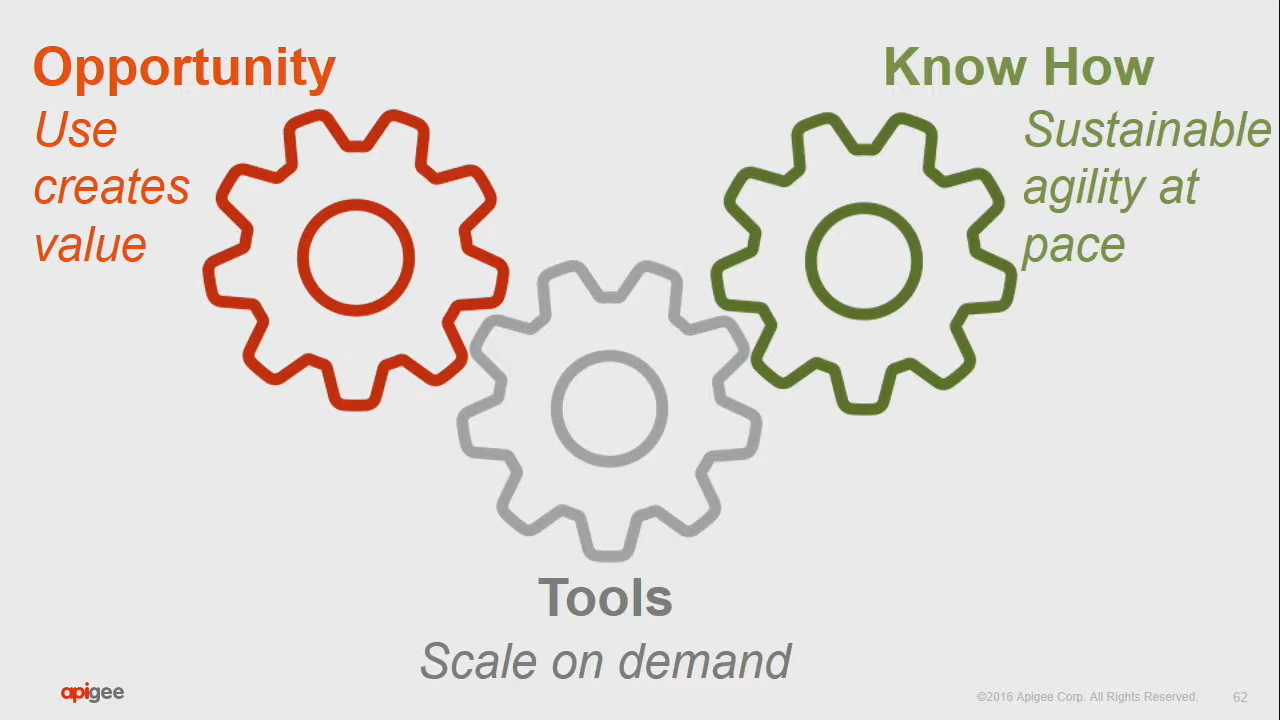 Opportunity
Use
creates
value
Know How
Sustainable
agility at
pace
Tools
Scale on demand
apigee
©2016 Apigee Corp. All Rights Reserved.
62